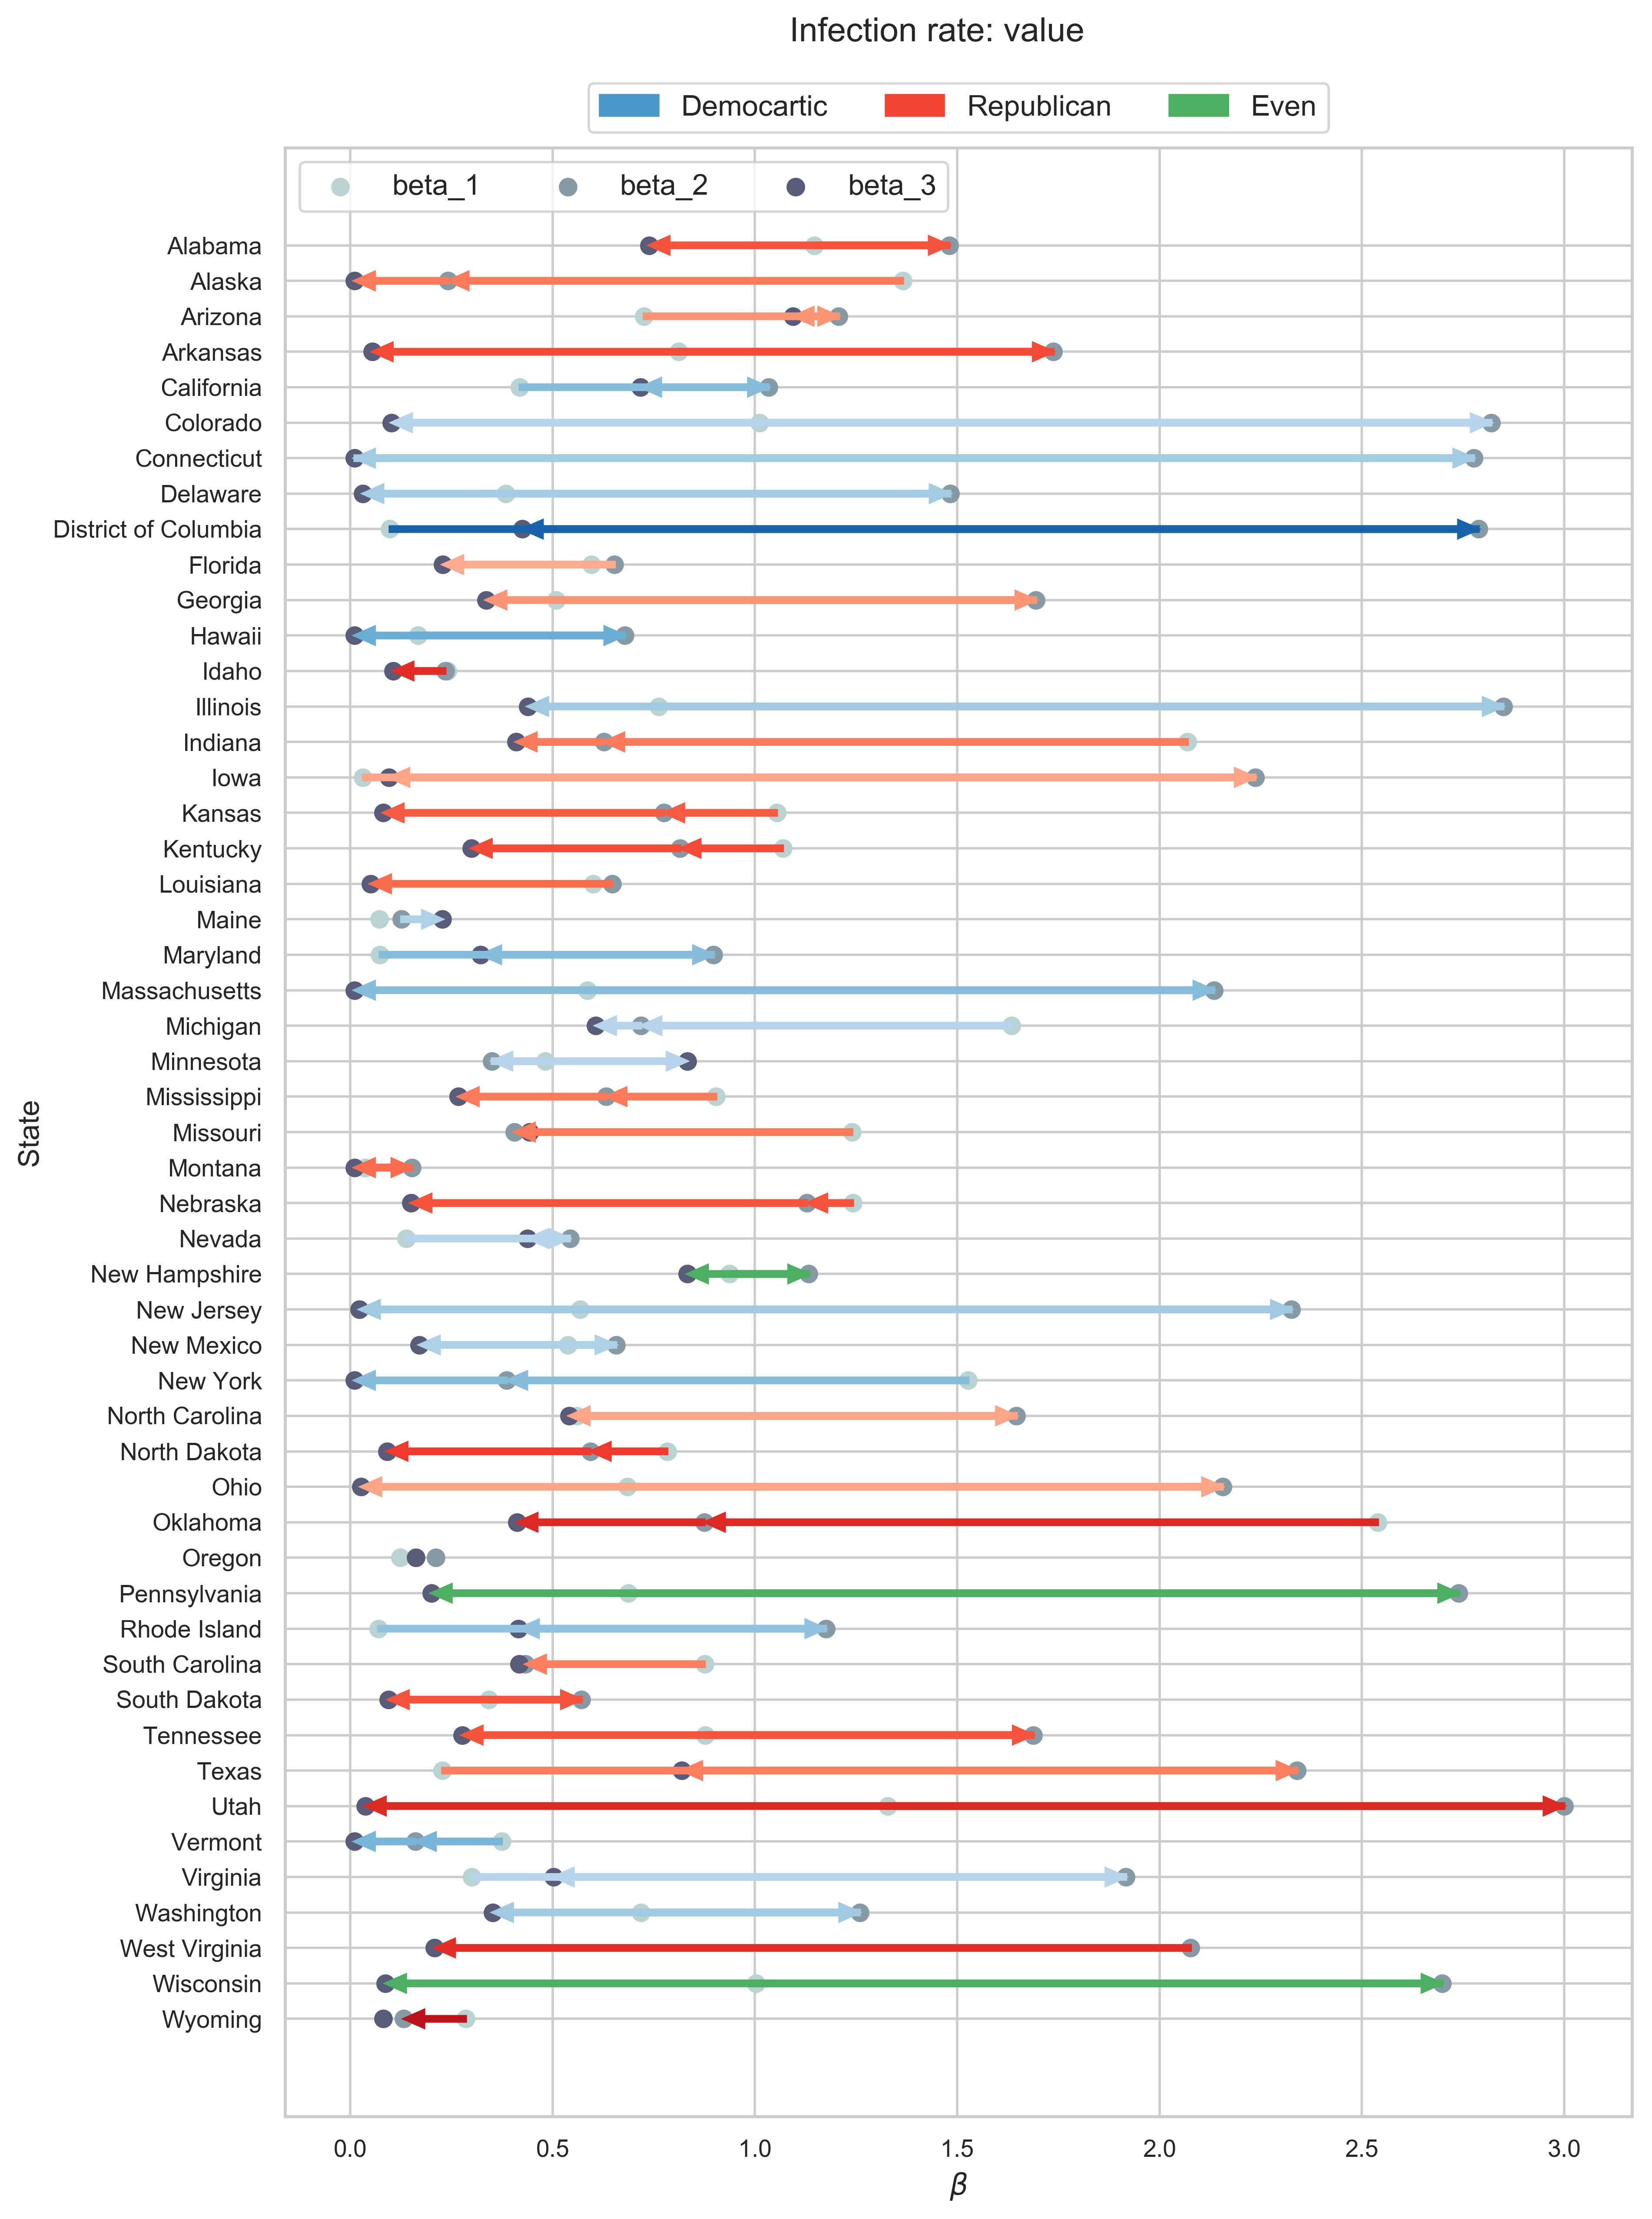 Infection rate: value
Democartic Republican Even
beta_1 beta_2 beta_3
Alabama
Alaska
Arizona
Arkansas
California
Colorado
Connecticut
Delaware
District of Columbia
Florida
Georgia
Hawaii
Idaho
Illinois
Indiana
Iowa
Kansas
Kentucky
Louisiana
Maine
Maryland
Massachusetts
Michigan
Minnesota
Mississippi
Missouri
Montana
Nebraska
Nevada
New Hampshire
New Jersey
New Mexico
New York
North Carolina
North Dakota
Ohio
Oklahoma
Oregon
Pennsylvania
Rhode Island
South Carolina
South Dakota
Tennessee
Texas
Utah
Vermont
Virginia
Washington
West Virginia
Wisconsin
Wyoming
State
0.0 0.5 1.0 1.5 2.0 2.5 3.0
β